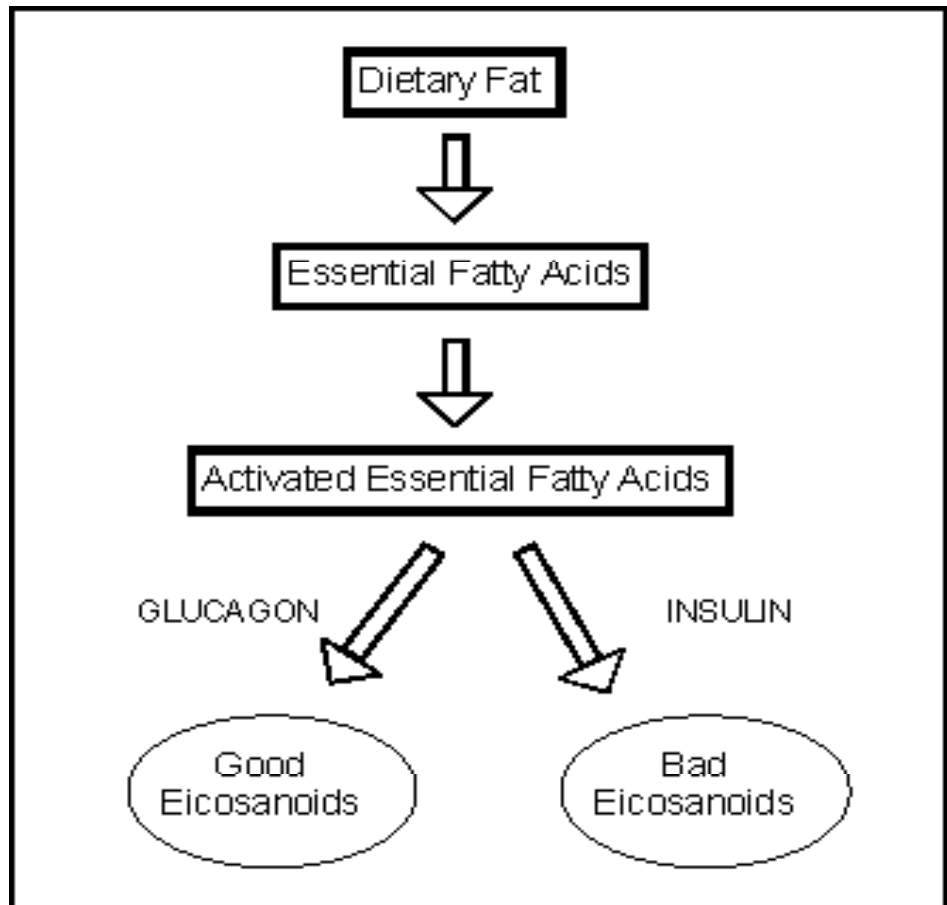 Dietary Fat
Essential Fatty Acids
Activated Essential Fatty Acids
GLUCAGON
INSULIN
Good
Eicosanoids
Bad
Eicosanoids